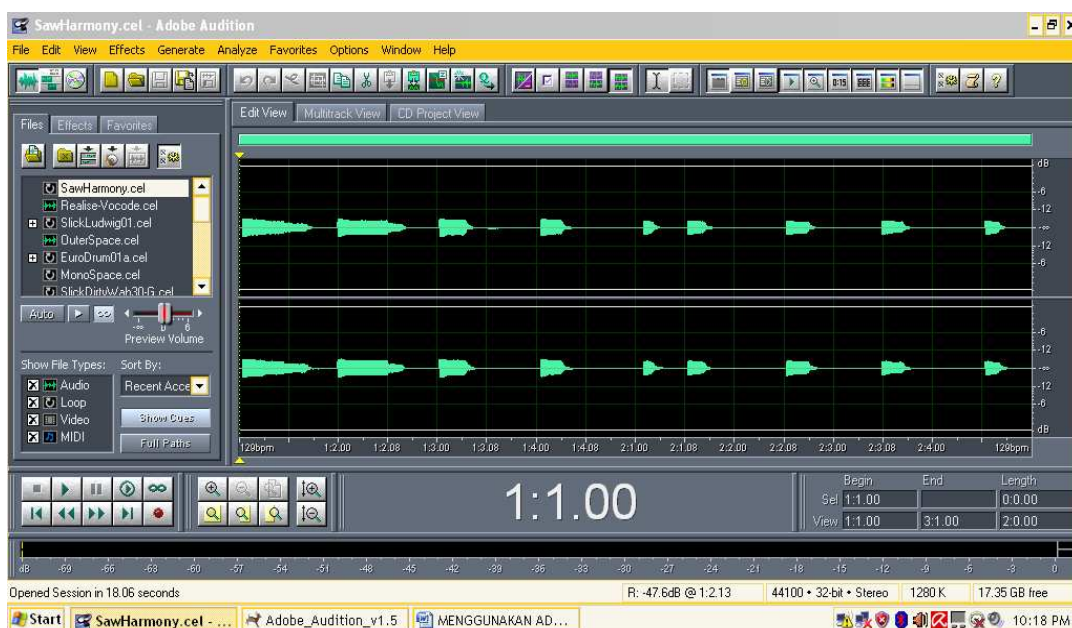 SawHarmony.cel - Adobe Audition
File Edit View Effects Generate Analyze Favorites Options Window Help
Files Effects Favorites
Edit View Multitrack View CD Project View
SawHarmony.cel
Realise-Vocode.cel
SlickLudwig01.cel
OuterSpace.cel
EuroDrum01a.cel
MonoSpace.cel
SlickDirtyWah30-G.cel
Auto
-∞ 0 6
Preview Volume
Show File Types: Sort By:
Audio
Loop
Video
MIDI
Recent Acce
Show Cues
Full Paths
dB
-6
-12
-∞
-12
-6
-6
-12
-∞
-12
-6
dB
129bpm 1:2.00 1:2.08 1:3.00 1:3.08 1:4.00 1:4.08 2:1.00 2:1.08 2:2.00 2:2.08 2:3.00 2:3.08 2:4.00 129bpm
1:1.00
Begin End Length
Sel 1:1.00 0:0.00
View 1:1.00 3:1.00 2:0.00
dB -69 -66 -63 -60 -57 -54 -51 -48 -45 -42 -39 -36 -33 -30 -27 -24 -21 -18 -15 -12 -9 -6 -3 0
Opened Session in 18.06 seconds R: -47.6dB @ 1:2.13 44100 • 32-bit • Stereo 1280 K 17.35 GB free
Start SawHarmony.cel - ... Adobe_Audition_v1.5 MENGGUNAKAN AD... 10:18 PM